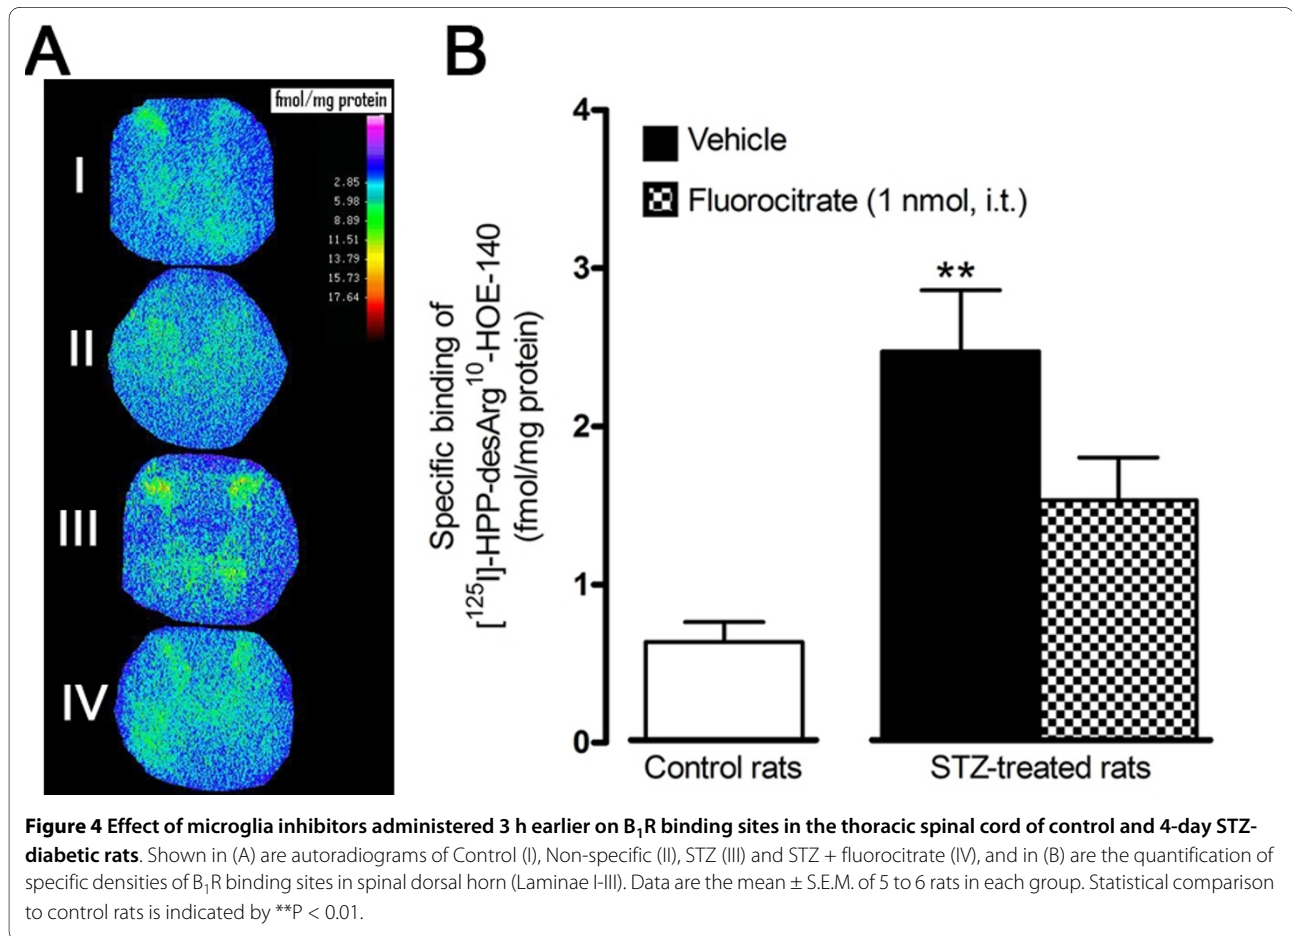 A
fmol/mg protein
2.85
5.98
8.89
11.51
13.79
15.73
17.64
I
II
III
IV
B
4
3
2
1
0
Specific binding of
[¹²⁵I]-HPP-desArg¹⁰-HOE-140
(fmol/mg protein)
Vehicle
Fluorocitrate (1 nmol, i.t.)
**
Control rats
STZ-treated rats
Figure 4 Effect of microglia inhibitors administered 3 h earlier on B₁R binding sites in the thoracic spinal cord of control and 4-day STZ-
diabetic rats. Shown in (A) are autoradiograms of Control (I), Non-specific (II), STZ (III) and STZ + fluorocitrate (IV), and in (B) are the quantification of
specific densities of B₁R binding sites in spinal dorsal horn (Laminae I-III). Data are the mean ± S.E.M. of 5 to 6 rats in each group. Statistical comparison
to control rats is indicated by **P < 0.01.